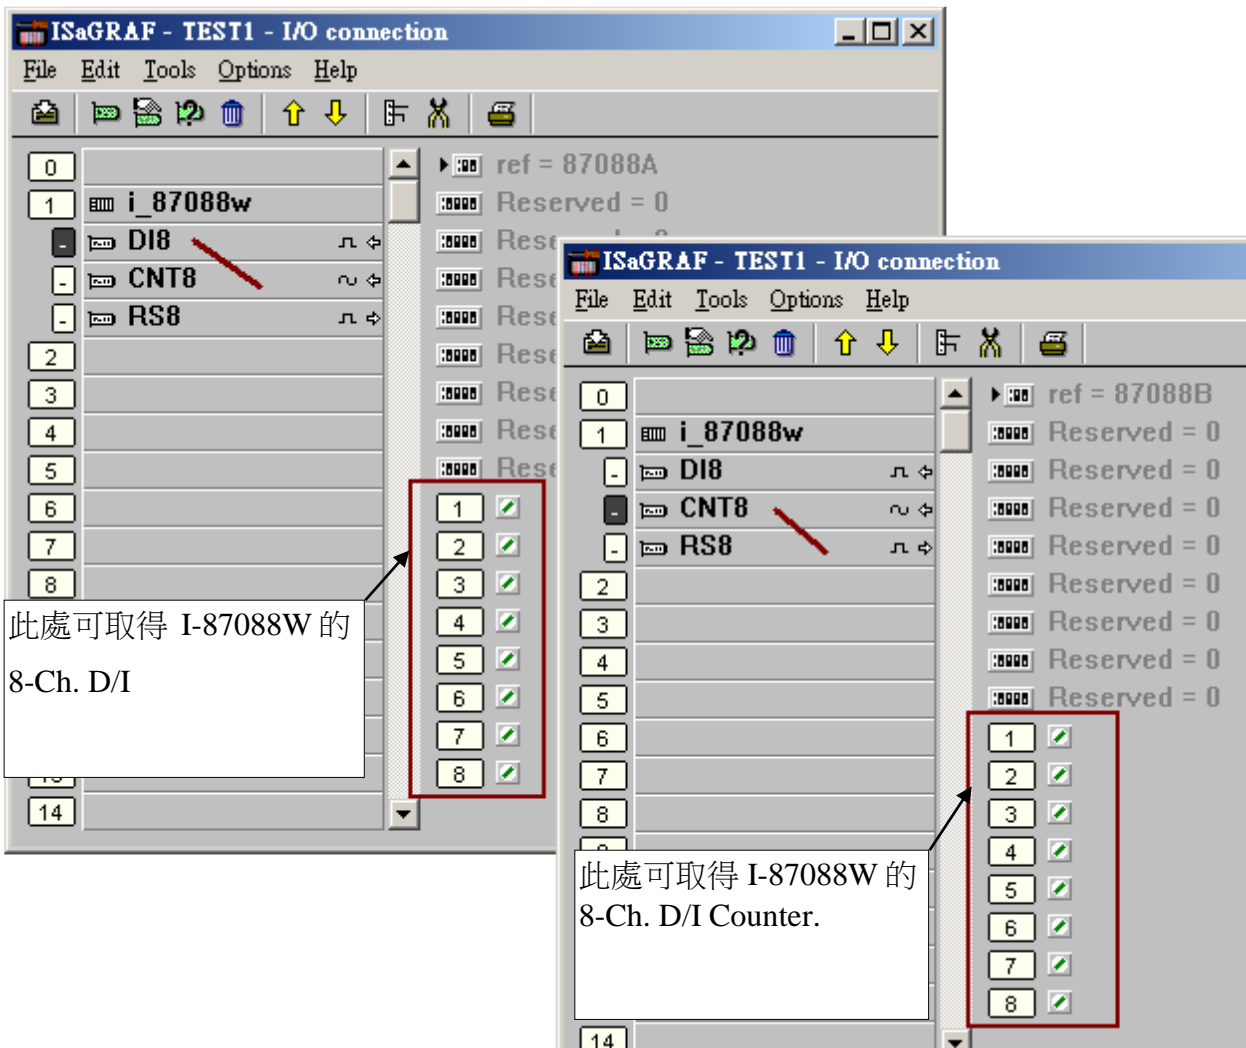 ISaGRAF - TEST1 - I/O connection
File Edit Tools Options Help
0
1 i_87088w
- DI8
- CNT8
- RS8
2
3
4
5
6
7
8
14
ref = 87088A
Reserved = 0
1
2
3
4
5
6
7
8
此處可取得 I-87088W 的
8-Ch. D/I
ISaGRAF - TEST1 - I/O connection
File Edit Tools Options Help
0
1 i_87088w
- DI8
- CNT8
- RS8
2
3
4
5
6
7
8
14
ref = 87088B
Reserved = 0
Reserved = 0
Reserved = 0
Reserved = 0
Reserved = 0
Reserved = 0
Reserved = 0
Reserved = 0
1
2
3
4
5
6
7
8
此處可取得 I-87088W 的
8-Ch. D/I Counter.